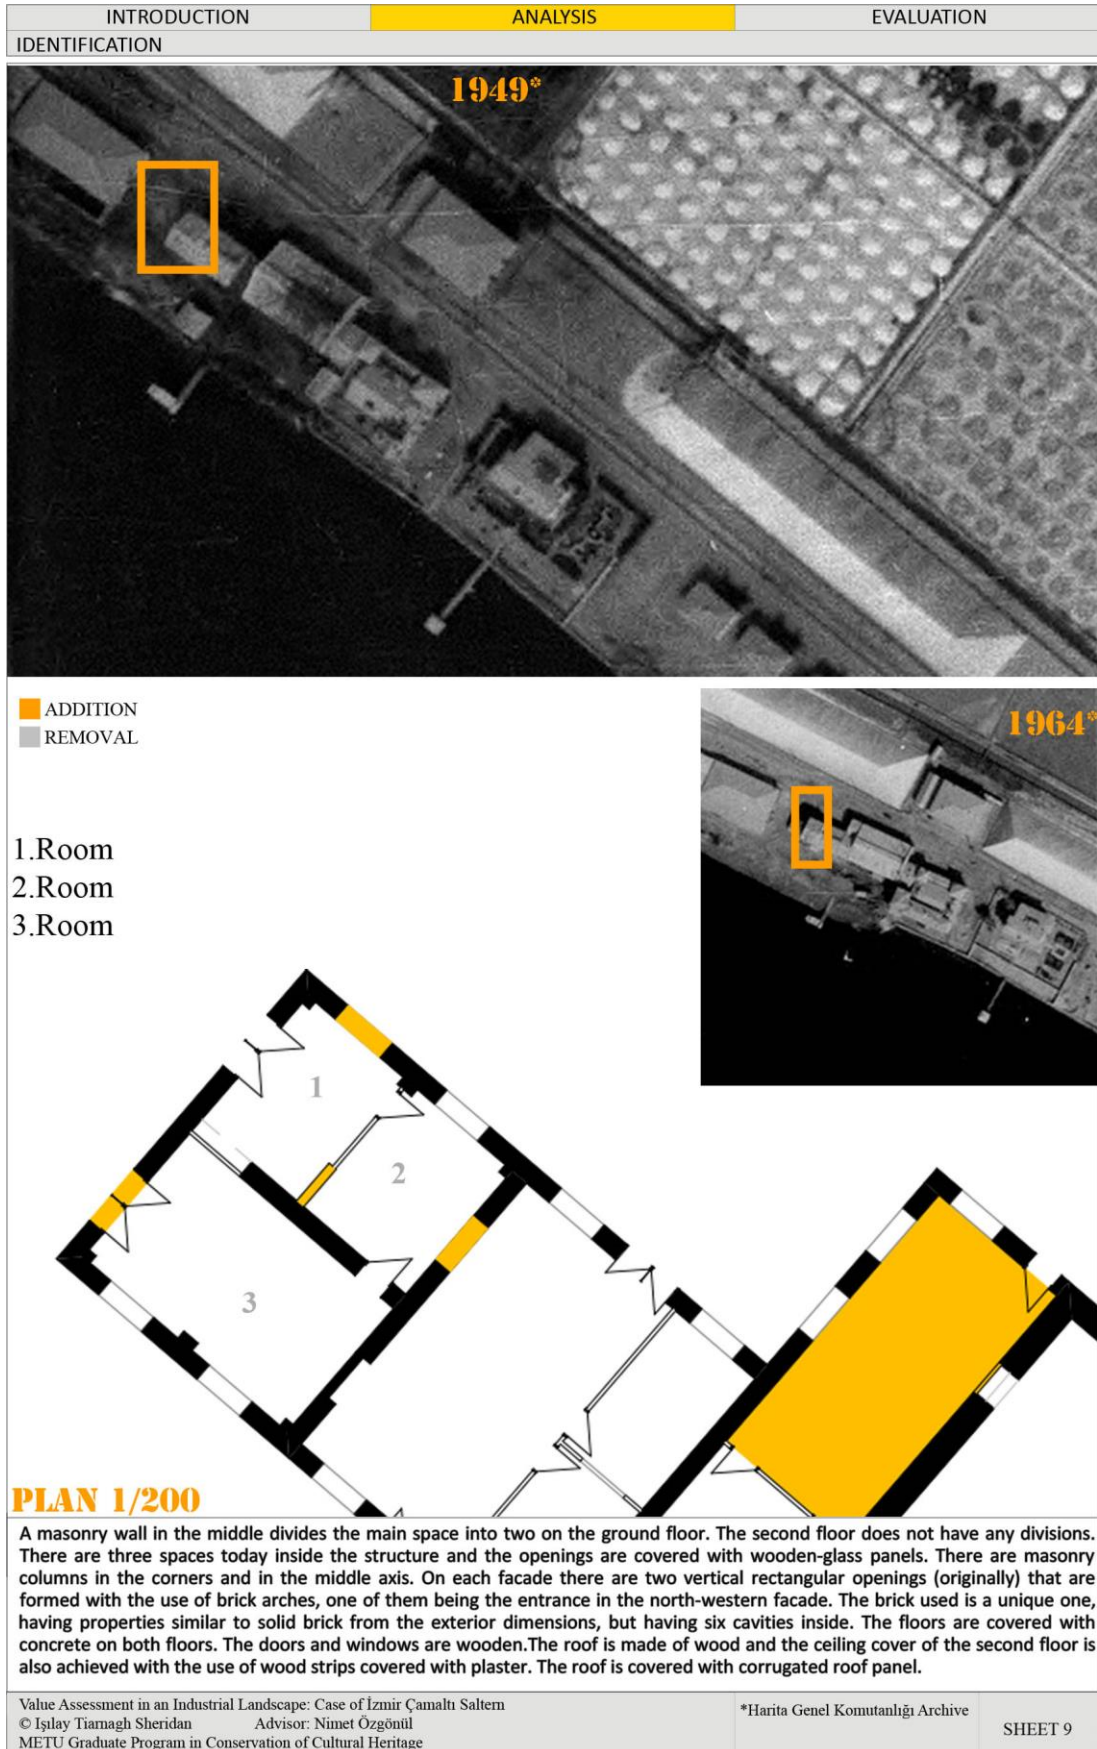 INTRODUCTION
ANALYSIS
EVALUATION
IDENTIFICATION
1949*
ADDITION
REMOVAL
1964*
1.Room
2.Room
3.Room
1
2
3
PLAN 1/200
A masonry wall in the middle divides the main space into two on the ground floor. The second floor does not have any divisions.
There are three spaces today inside the structure and the openings are covered with wooden-glass panels. There are masonry
columns in the corners and in the middle axis. On each facade there are two vertical rectangular openings (originally) that are
formed with the use of brick arches, one of them being the entrance in the north-western facade. The brick used is a unique one,
having properties similar to solid brick from the exterior dimensions, but having six cavities inside. The floors are covered with
concrete on both floors. The doors and windows are wooden.The roof is made of wood and the ceiling cover of the second floor is
also achieved with the use of wood strips covered with plaster. The roof is covered with corrugated roof panel.
Value Assessment in an Industrial Landscape: Case of İzmir Çamaltı Saltern
© Işılay Tiarnagh Sheridan Advisor: Nimet Özgönül
METU Graduate Program in Conservation of Cultural Heritage
*Harita Genel Komutanlığı Archive
SHEET 9